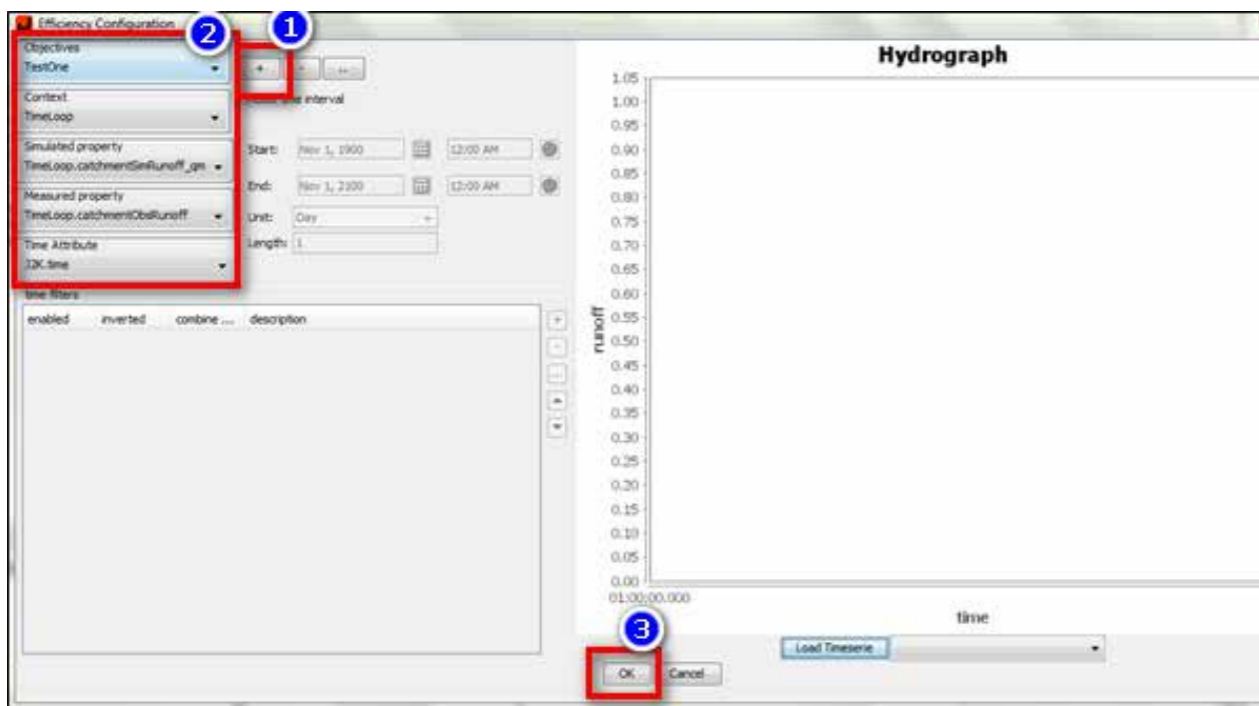 Efficiency Configuration
2
1
Objectives
TestOne
+
-
...
Context
TimeLoop
time interval
Simulated property
TimeLoop.catchmentSimRunoff_qm
Start:
Nov 1, 1900
12:00 AM
End:
Nov 1, 2100
12:00 AM
Measured property
TimeLoop.catchmentObsRunoff
Unit:
Day
Length:
1
Time Attribute
J2K.time
time filters
enabled
inverted
combine ...
description
+
-
...
Hydrograph
1.05
1.00
0.95
0.90
0.85
0.80
0.75
0.70
0.65
0.60
0.55
0.50
0.45
0.40
0.35
0.30
0.25
0.20
0.15
0.10
0.05
0.00
runoff
01:00:00.000
time
3
Load Timeserie
OK
Cancel